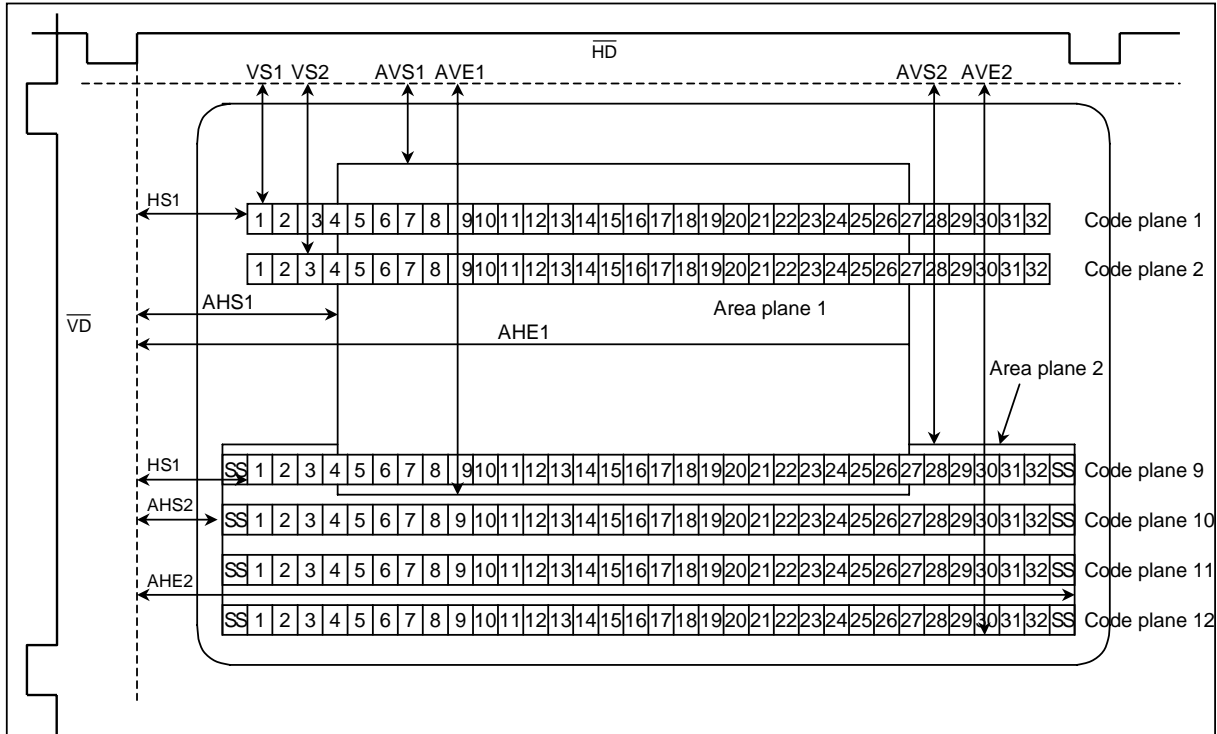 HD
VS1 VS2 AVS1 AVE1 AVS2 AVE2
HS1
1 2 3 4 5 6 7 8 9 10 11 12 13 14 15 16 17 18 19 20 21 22 23 24 25 26 27 28 29 30 31 32 Code plane 1
1 2 3 4 5 6 7 8 9 10 11 12 13 14 15 16 17 18 19 20 21 22 23 24 25 26 27 28 29 30 31 32 Code plane 2
AHS1
Area plane 1
VD
AHE1
Area plane 2
HS1
SS 1 2 3 4 5 6 7 8 9 10 11 12 13 14 15 16 17 18 19 20 21 22 23 24 25 26 27 28 29 30 31 32 SS Code plane 9
AHS2
SS 1 2 3 4 5 6 7 8 9 10 11 12 13 14 15 16 17 18 19 20 21 22 23 24 25 26 27 28 29 30 31 32 SS Code plane 10
SS 1 2 3 4 5 6 7 8 9 10 11 12 13 14 15 16 17 18 19 20 21 22 23 24 25 26 27 28 29 30 31 32 SS Code plane 11
AHE2
SS 1 2 3 4 5 6 7 8 9 10 11 12 13 14 15 16 17 18 19 20 21 22 23 24 25 26 27 28 29 30 31 32 SS Code plane 12